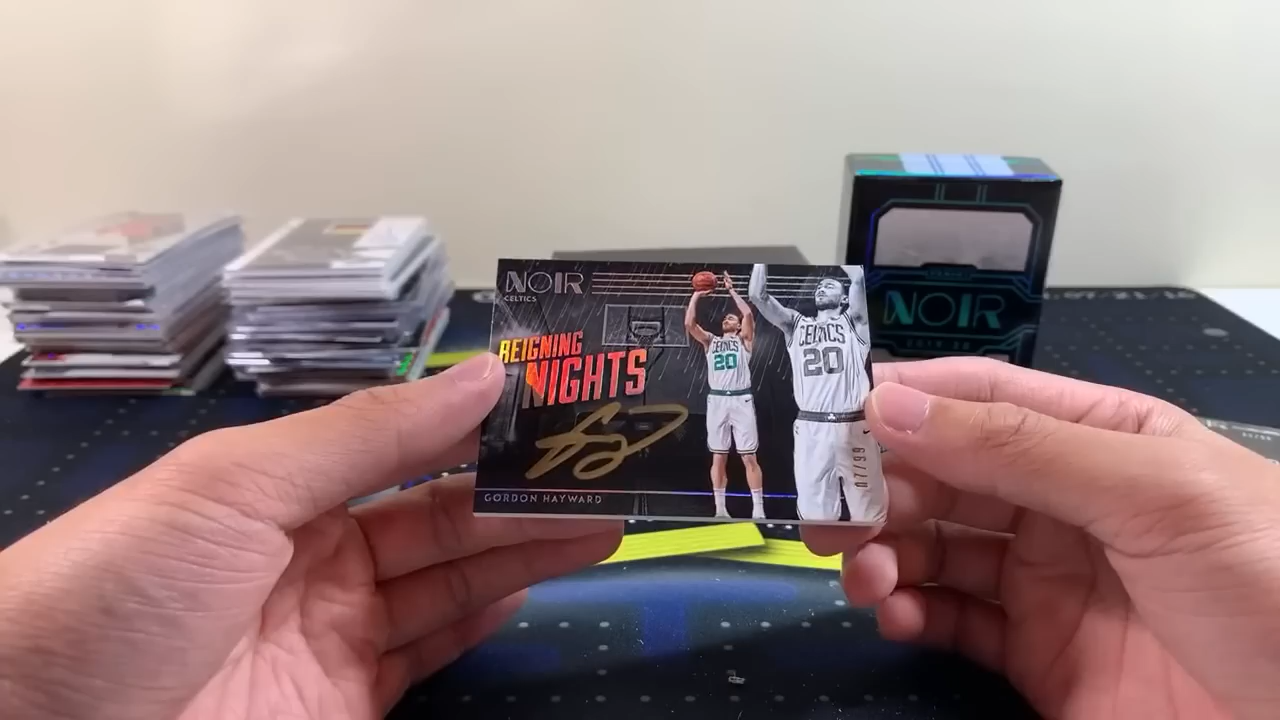 NOIR
CELTICS
REIGNING
NIGHTS
CELTICS
20
CELTICS
20
07/99
GORDON HAYWARD
NOIR